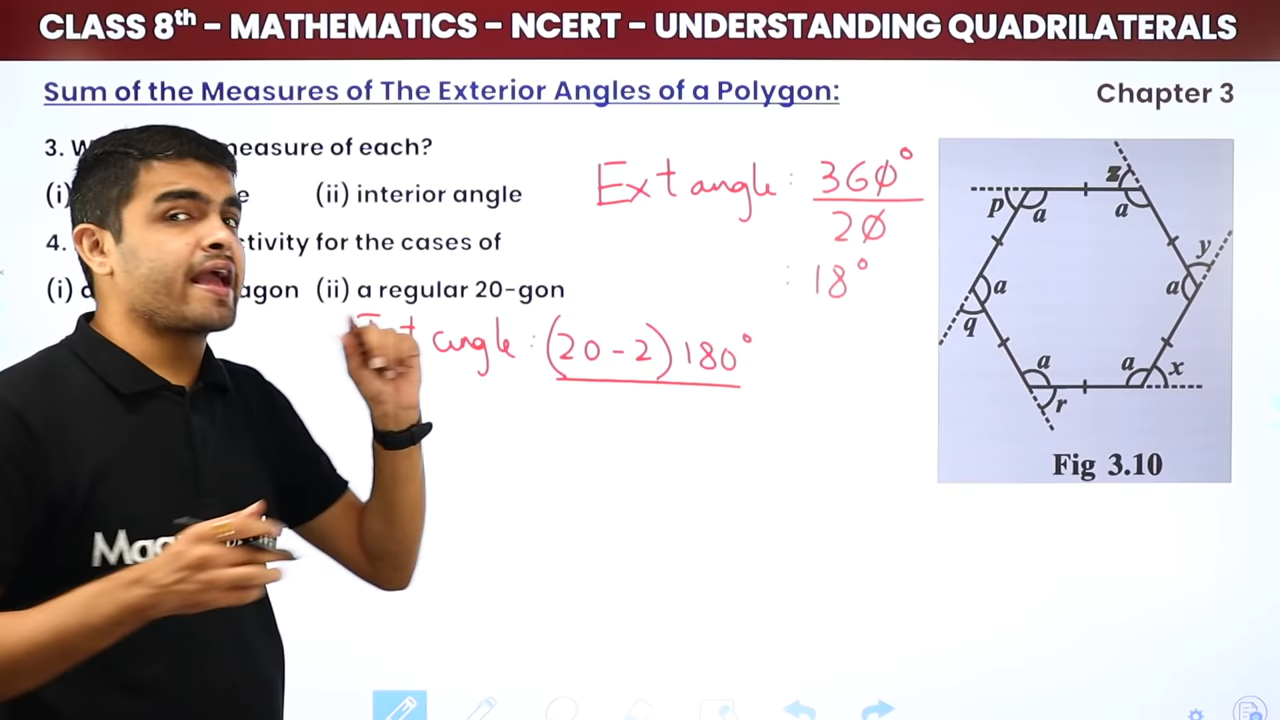 CLASS 8th - MATHEMATICS - NCERT - UNDERSTANDING QUADRILATERALS
Sum of the Measures of The Exterior Angles of a Polygon:
Chapter 3
3. measure of each?
(i) (ii) interior angle
4. for the cases of
(i) a (ii) a regular 20-gon
Ext angle: 360°
20
: 18°
angle: (20-2) 180°
z
p a a
y
a a
q
a a x
r
Fig 3.10